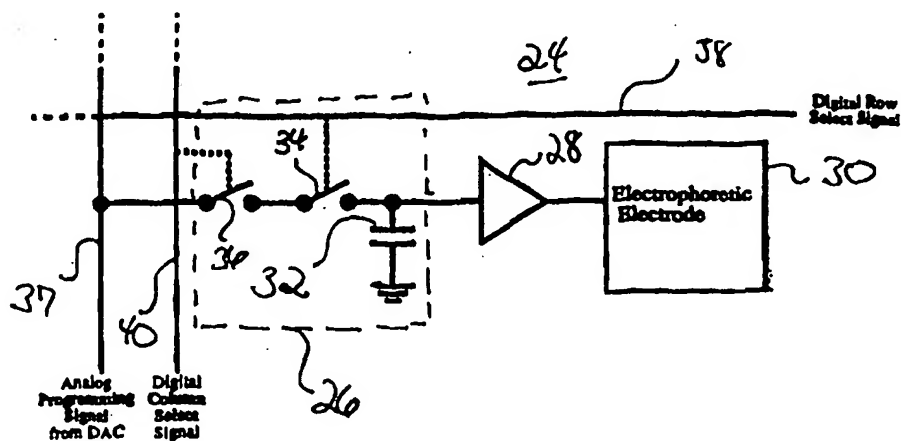 24
38
Digital Row
Select Signal
34
28
30
Electrophoretic
Electrode
36
32
37
40
26
Analog
Programming
Signal
from DAC
Digital
Column
Select
Signal